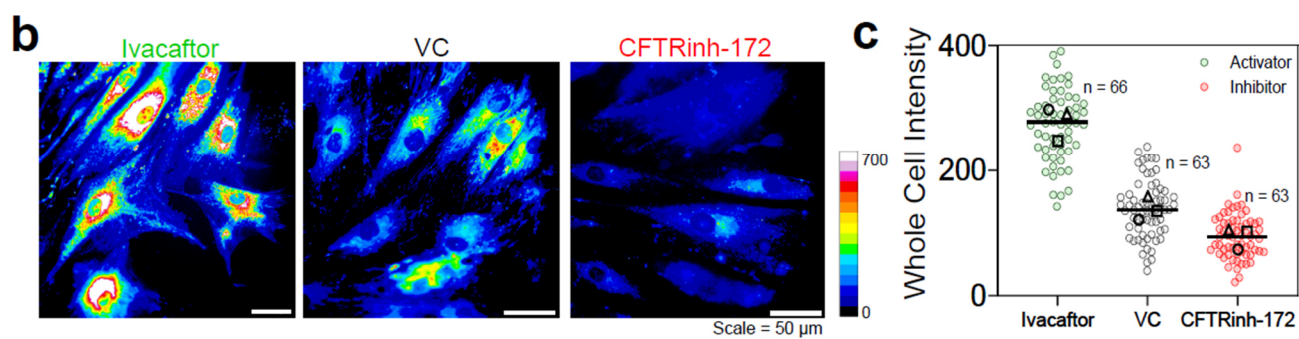 b
Ivacaftor
VC
CFTRinh-172
700
0
Scale = 50 µm
c
Whole Cell Intensity
400
200
0
Activator
Inhibitor
n = 66
n = 63
n = 63
Ivacaftor
VC
CFTRinh-172